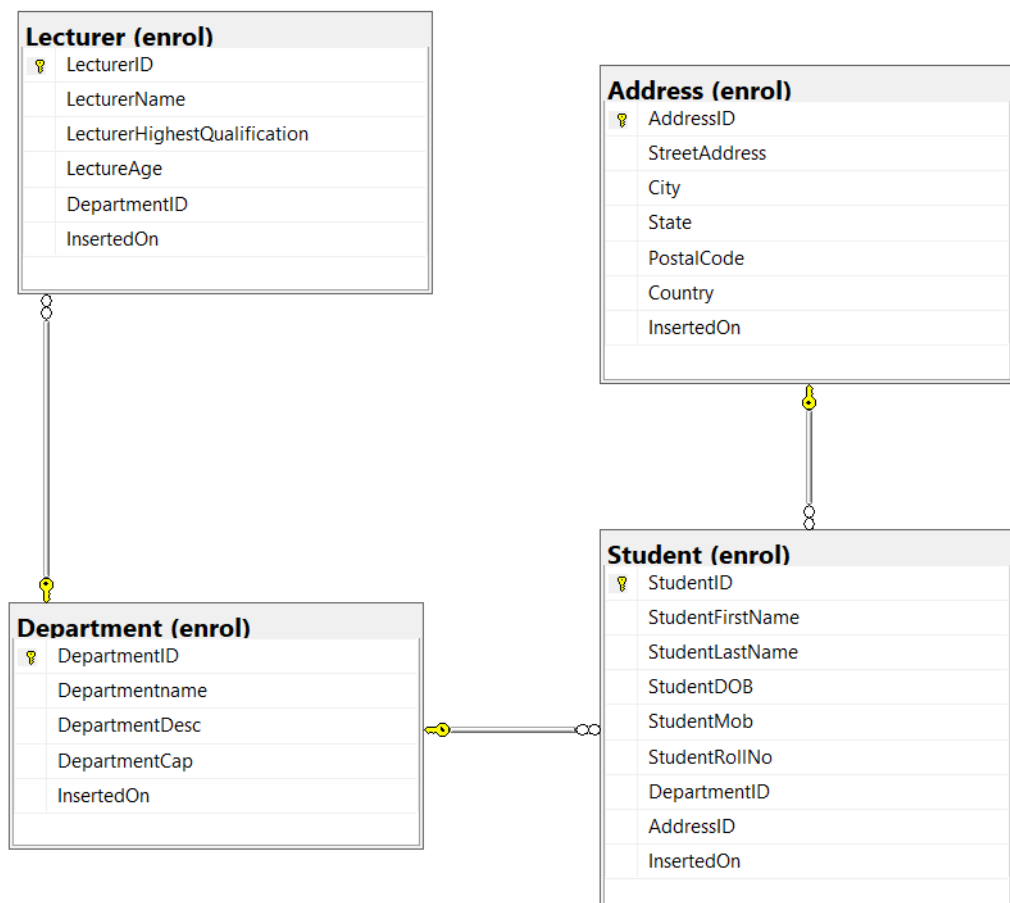 Lecturer (enrol)
LecturerID
LecturerName
LecturerHighestQualification
LectureAge
DepartmentID
InsertedOn
Address (enrol)
AddressID
StreetAddress
City
State
PostalCode
Country
InsertedOn
Department (enrol)
DepartmentID
Departmentname
DepartmentDesc
DepartmentCap
InsertedOn
Student (enrol)
StudentID
StudentFirstName
StudentLastName
StudentDOB
StudentMob
StudentRollNo
DepartmentID
AddressID
InsertedOn